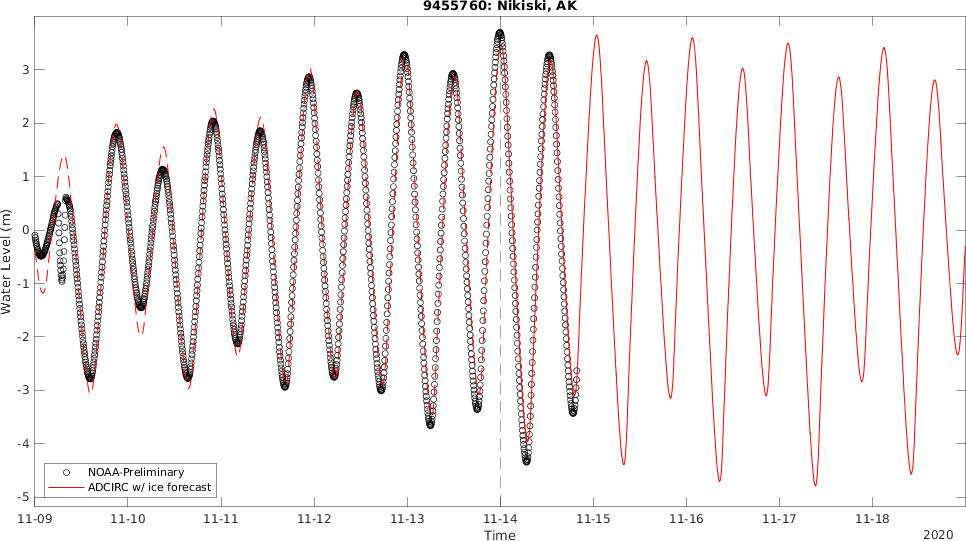 9455760: Nikiski, AK
Water Level (m)
3
2
1
0
-1
-2
-3
-4
-5
NOAA-Preliminary
ADCIRC w/ ice forecast
11-09 11-10 11-11 11-12 11-13 11-14 11-15 11-16 11-17 11-18
Time
2020